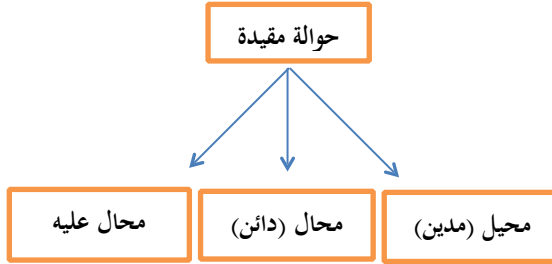 حوالة مقيدة
محيل (مدين)
محال (دائن)
محال عليه